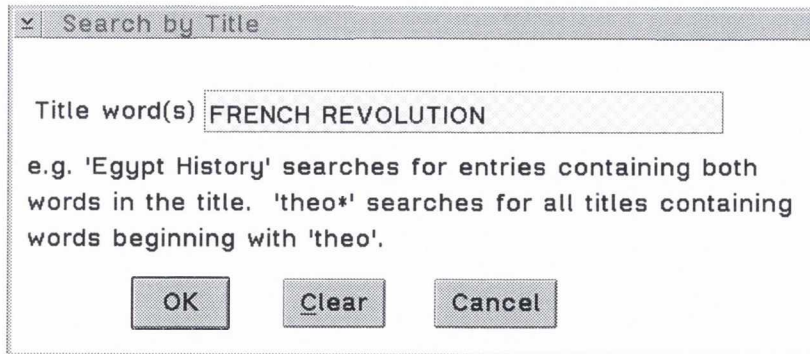 Search by Title
Title word(s) FRENCH REVOLUTION
e.g. 'Egypt History' searches for entries containing both
words in the title. 'theo*' searches for all titles containing
words beginning with 'theo'.
OK Clear Cancel